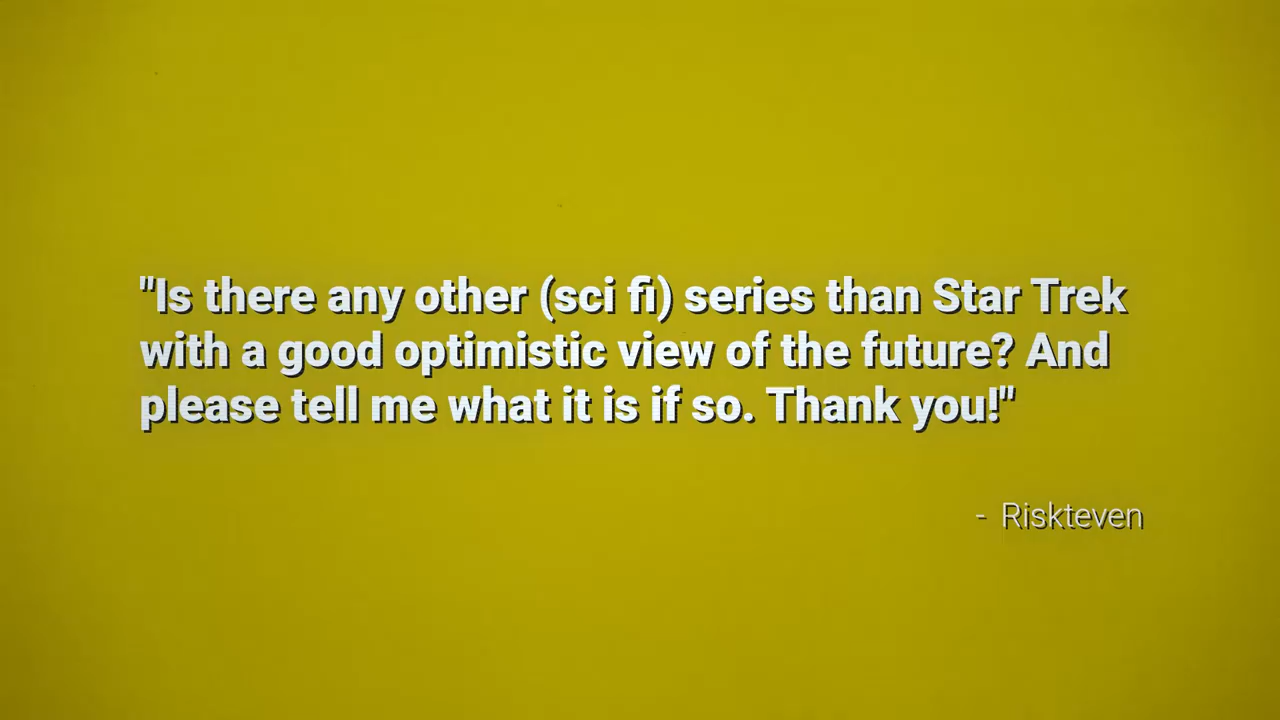 "Is there any other (sci fi) series than Star Trek
with a good optimistic view of the future? And
please tell me what it is if so. Thank you!"
- Riskteven